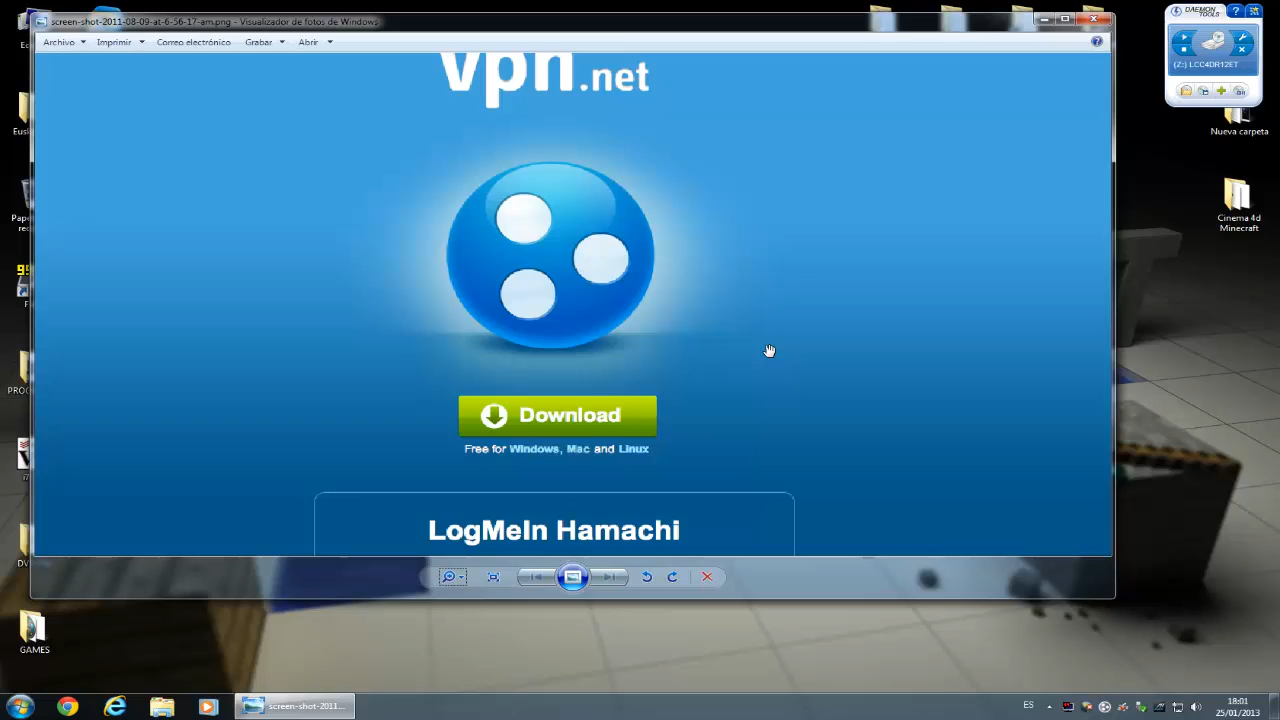 screen-shot-2011-08-09-at-6-56-17-am.png - Visualizador de fotos de Windows
Archivo Imprimir Correo electrónico Grabar Abrir
vpn.net
Download
Free for Windows, Mac and Linux
LogMeIn Hamachi
DAEMON
TOOLS
(Z:) LCC4DR12ET
Nueva carpeta
Cinema 4d
Minecraft
GAMES
screen-shot-2011...
ES
18:01
25/01/2013